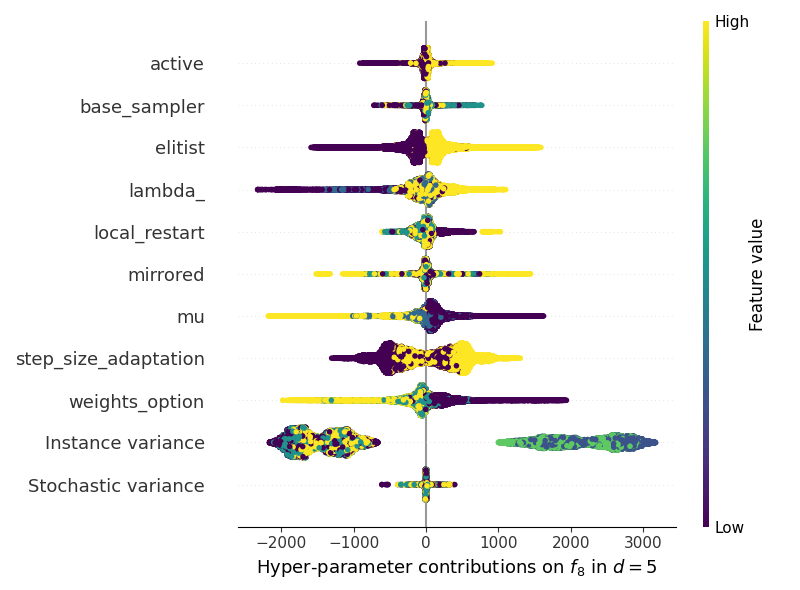 High
active
base_sampler
elitist
lambda_
local_restart
mirrored
mu
step_size_adaptation
weights_option
Instance variance
Stochastic variance
Feature value
Low
−2000 −1000 0 1000 2000 3000
Hyper-parameter contributions on f₈ in d = 5